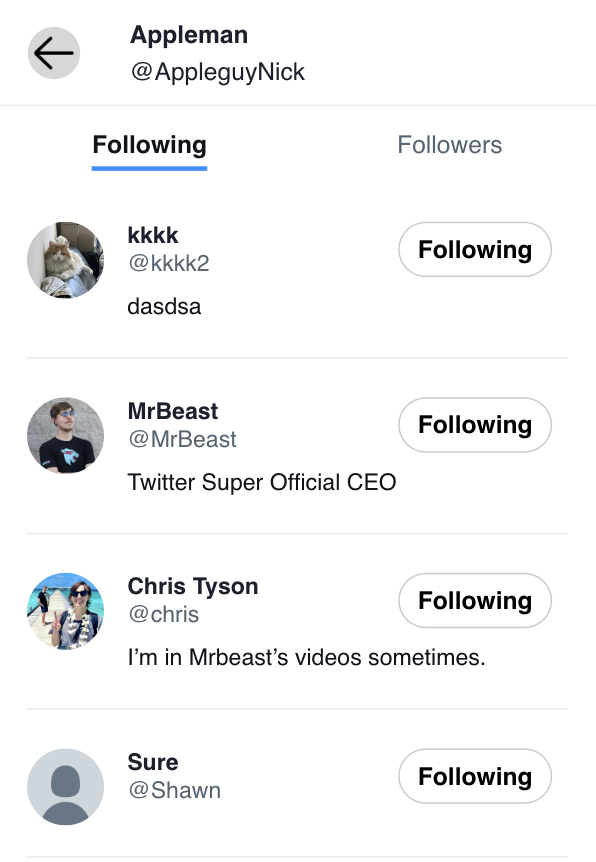 Appleman
@AppleguyNick
Following
Followers
kkkk
@kkkk2
Following
dasdsa
MrBeast
@MrBeast
Following
Twitter Super Official CEO
Chris Tyson
@chris
Following
I’m in Mrbeast’s videos sometimes.
Sure
@Shawn
Following